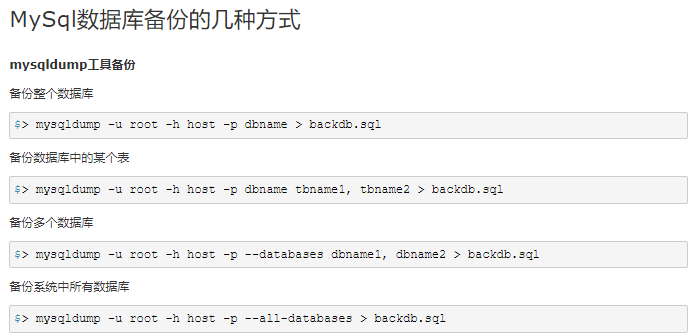 MySql数据库备份的几种方式
mysqldump工具备份
备份整个数据库
$> mysqldump -u root -h host -p dbname > backdb.sql
备份数据库中的某个表
$> mysqldump -u root -h host -p dbname tbname1, tbname2 > backdb.sql
备份多个数据库
$> mysqldump -u root -h host -p --databases dbname1, dbname2 > backdb.sql
备份系统中所有数据库
$> mysqldump -u root -h host -p --all-databases > backdb.sql